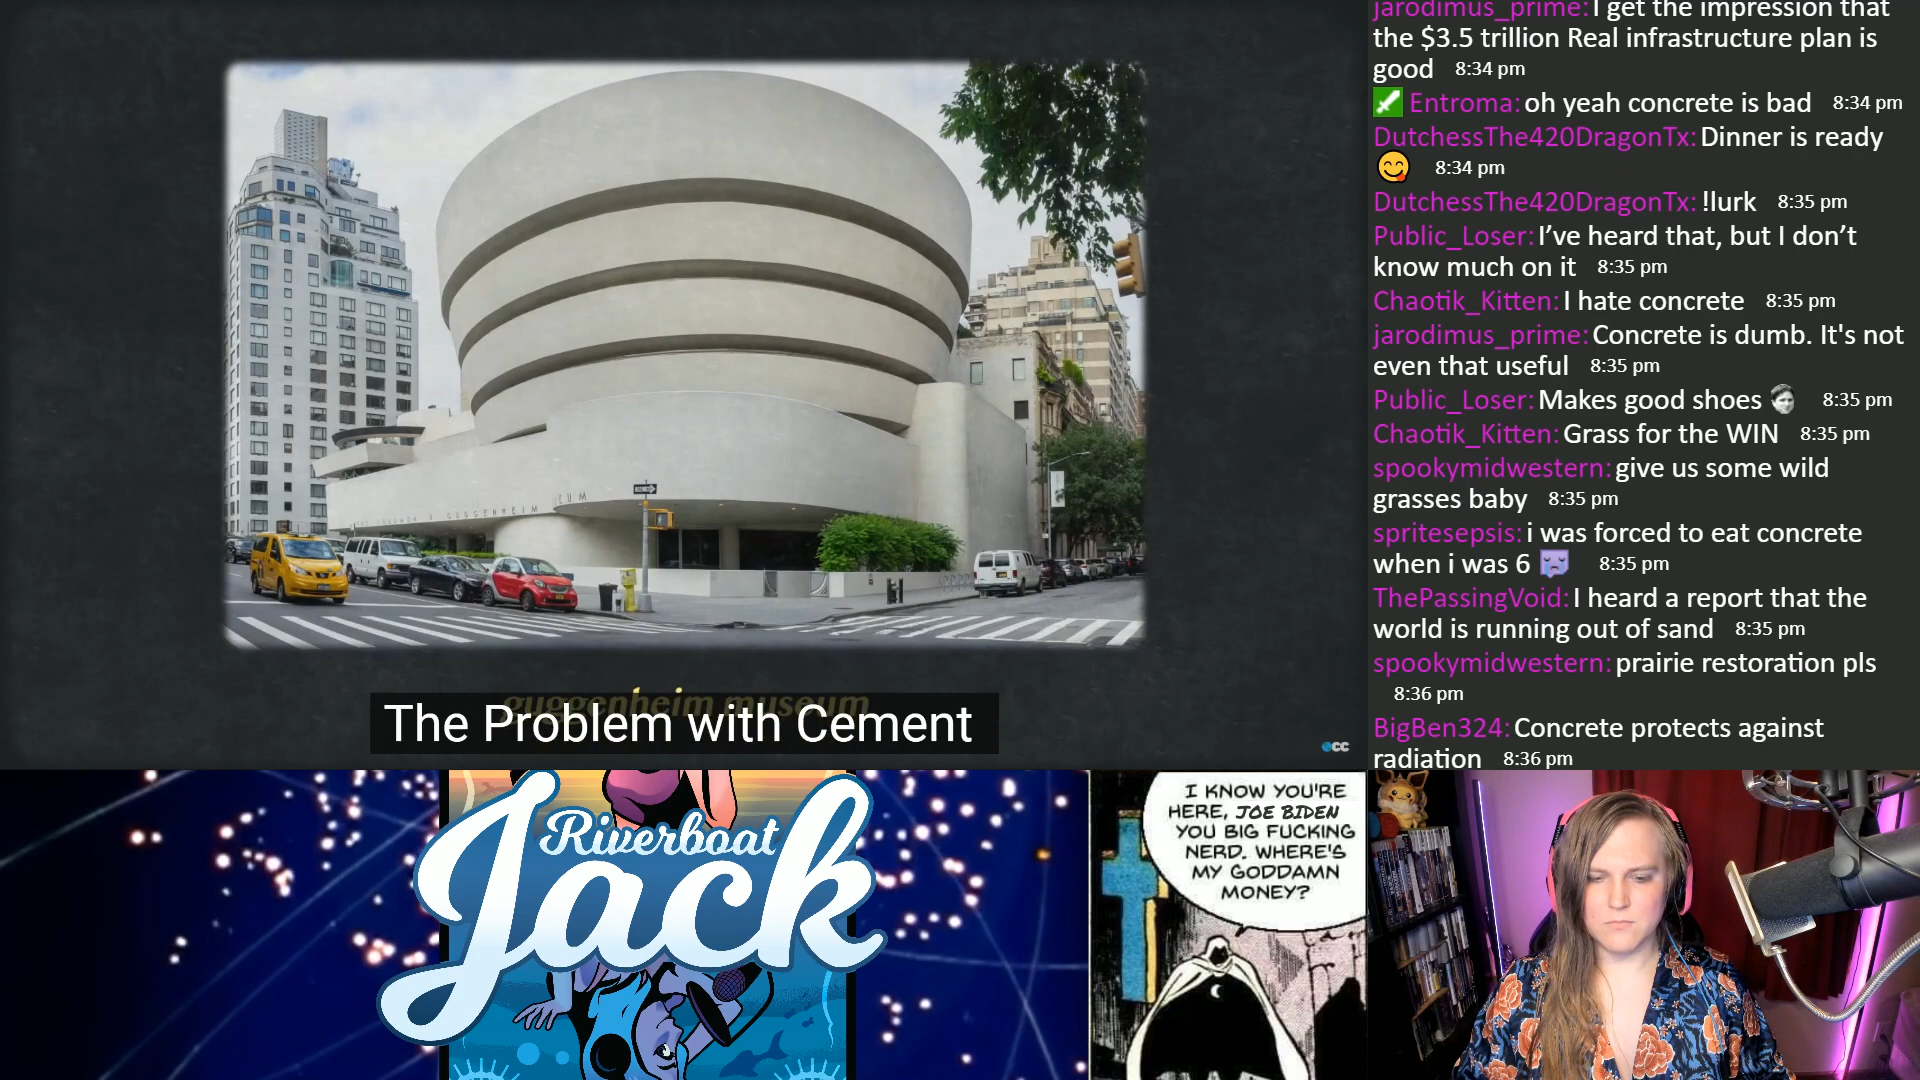 jarodimus_prime: I get the impression that
the $3.5 trillion Real infrastructure plan is
good 8:34 pm
Entroma: oh yeah concrete is bad 8:34 pm
DutchessThe420DragonTx: Dinner is ready
8:34 pm
DutchessThe420DragonTx: !lurk 8:35 pm
Public_Loser: I’ve heard that, but I don’t
know much on it 8:35 pm
Chaotik_Kitten: I hate concrete 8:35 pm
jarodimus_prime: Concrete is dumb. It's not
even that useful 8:35 pm
Public_Loser: Makes good shoes 8:35 pm
Chaotik_Kitten: Grass for the WIN 8:35 pm
spookymidwestern: give us some wild
grasses baby 8:35 pm
spritesepsis: i was forced to eat concrete
when i was 6 8:35 pm
ThePassingVoid: I heard a report that the
world is running out of sand 8:35 pm
spookymidwestern: prairie restoration pls
8:36 pm
BigBen324: Concrete protects against
radiation 8:36 pm
GUGGENHEIM
guggenheim museum
The Problem with Cement
CC
Riverboat
Jack
I KNOW YOU'RE
HERE, JOE BIDEN
YOU BIG FUCKING
NERD. WHERE'S
MY GODDAMN
MONEY?